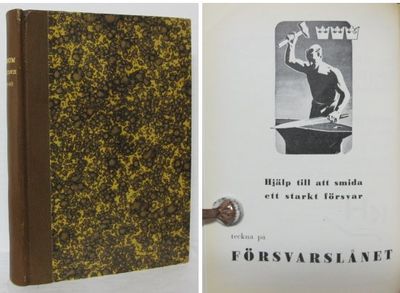 Hjälp till att smida
ett starkt försvar
teckna på
FÖRSVARSLÅNET